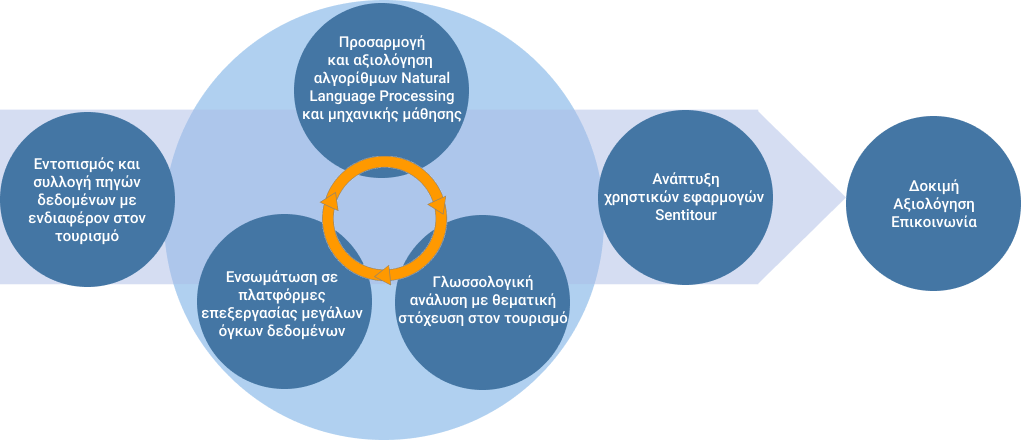 Εντοπισμός και
συλλογή πηγών
δεδομένων με
ενδιαφέρον στον
τουρισμό
Προσαρμογή
και αξιολόγηση
αλγορίθμων Natural
Language Processing
και μηχανικής μάθησης
Ενσωμάτωση σε
πλατφόρμες
επεξεργασίας μεγάλων
όγκων δεδομένων
Γλωσσολογική
ανάλυση με θεματική
στόχευση στον τουρισμό
Ανάπτυξη
χρηστικών εφαρμογών
Sentitour
Δοκιμή
Αξιολόγηση
Επικοινωνία